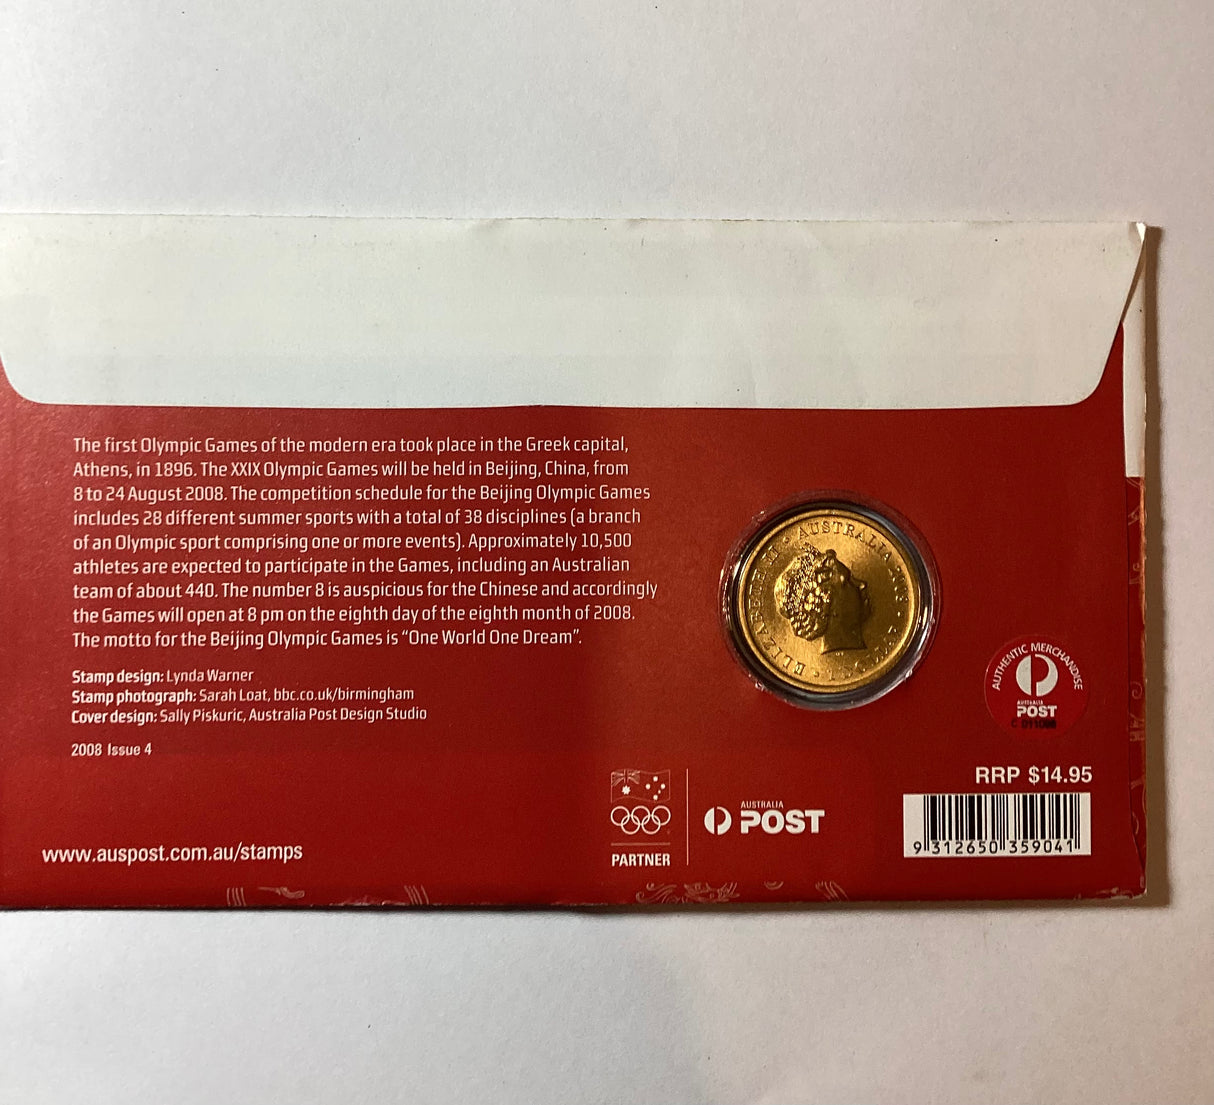 The first Olympic Games of the modern era took place in the Greek capital,
Athens, in 1896. The XXIX Olympic Games will be held in Beijing, China, from
8 to 24 August 2008. The competition schedule for the Beijing Olympic Games
includes 28 different summer sports with a total of 38 disciplines (a branch
of an Olympic sport comprising one or more events). Approximately 10,500
athletes are expected to participate in the Games, including an Australian
team of about 440. The number 8 is auspicious for the Chinese and accordingly
the Games will open at 8 pm on the eighth day of the eighth month of 2008.
The motto for the Beijing Olympic Games is “One World One Dream”.
Stamp design: Lynda Warner
Stamp photograph: Sarah Loat, bbc.co.uk/birmingham
Cover design: Sally Piskuric, Australia Post Design Studio
2008 Issue 4
www.auspost.com.au/stamps
ELIZABETH II · AUSTRALIA
AUTHENTIC MERCHANDISE
AUSTRALIA
POST
PARTNER
AUSTRALIA
POST
RRP $14.95
9 312650 359041